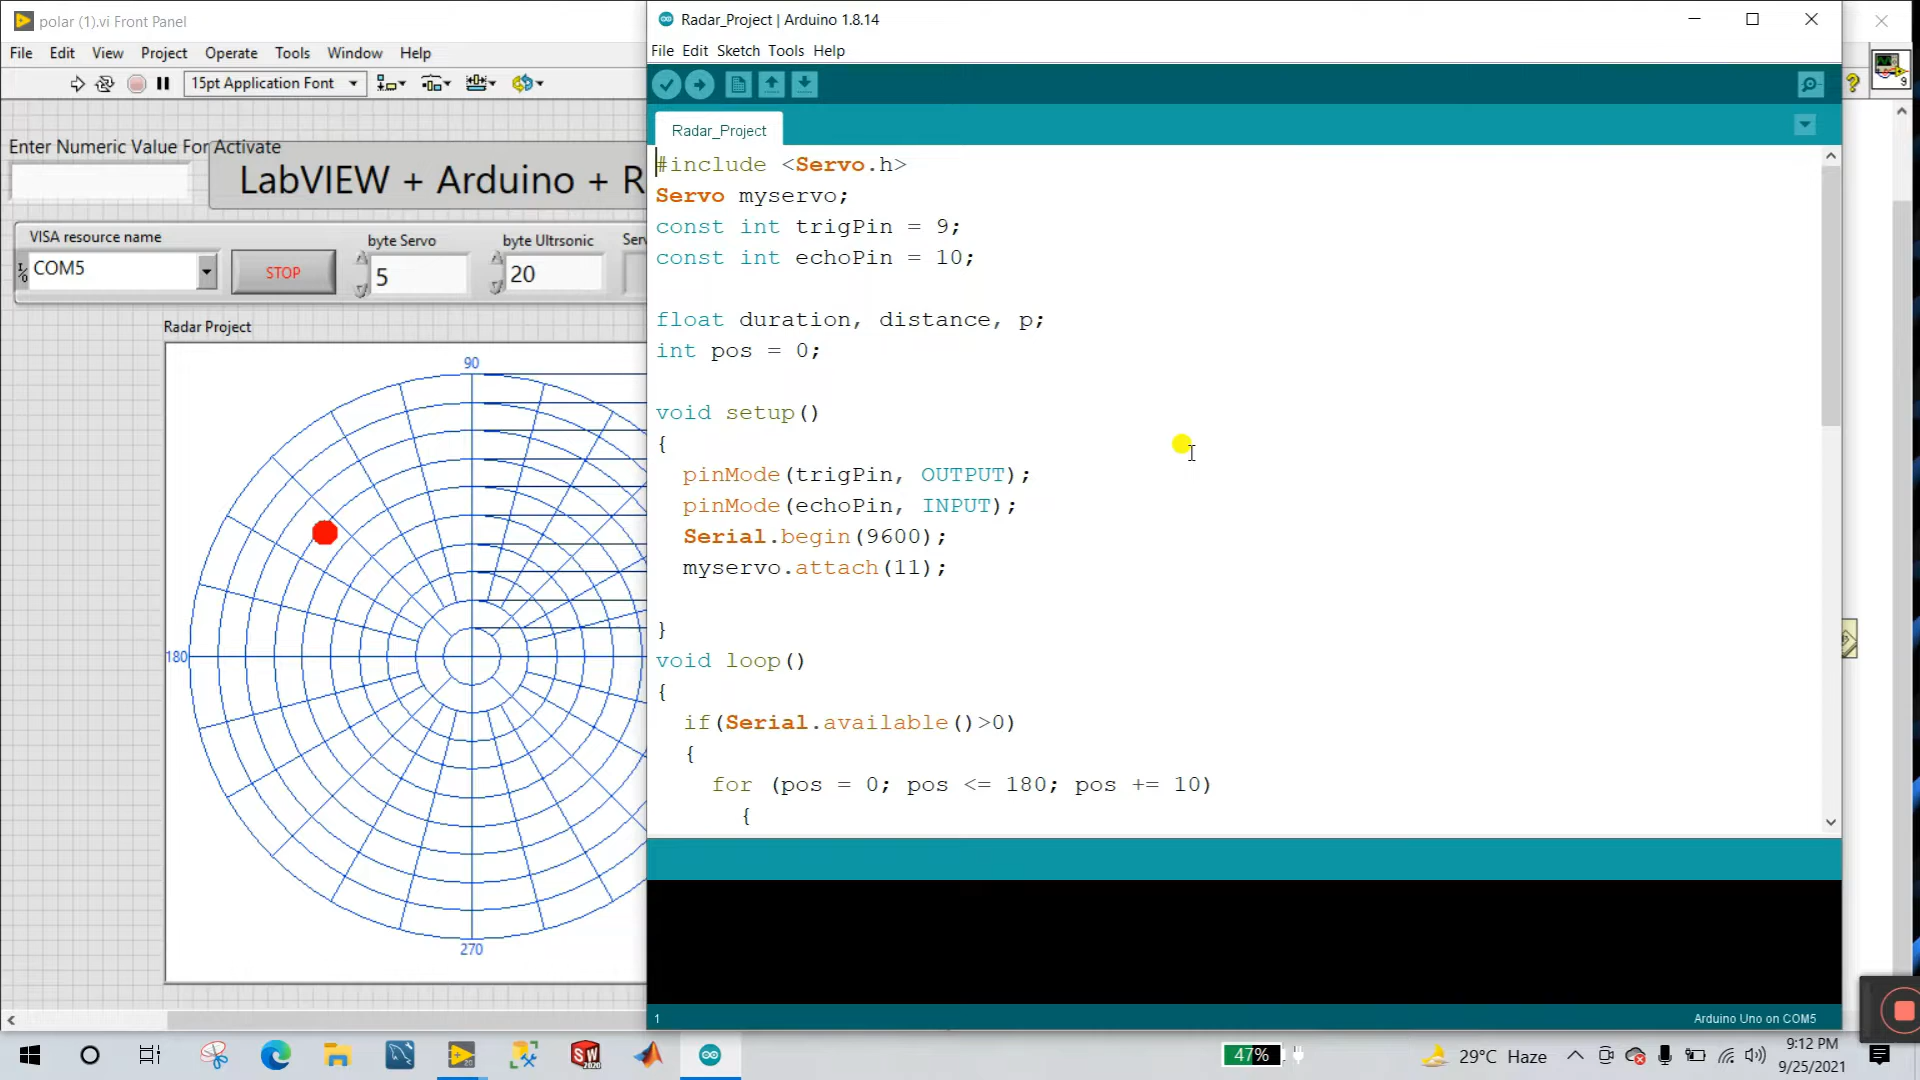 polar (1).vi Front Panel
File Edit View Project Operate Tools Window Help
15pt Application Font
Enter Numeric Value For Activate
LabVIEW + Arduino + R
VISA resource name
COM5
STOP
byte Servo
5
byte Ultrsonic
20
Serv
Radar Project
90
180
270
Radar_Project | Arduino 1.8.14
File Edit Sketch Tools Help
Radar_Project
#include <Servo.h>
Servo myservo;
const int trigPin = 9;
const int echoPin = 10;
float duration, distance, p;
int pos = 0;
void setup()
{
pinMode(trigPin, OUTPUT);
pinMode(echoPin, INPUT);
Serial.begin(9600);
myservo.attach(11);
}
void loop()
{
if(Serial.available()>0)
{
for (pos = 0; pos <= 180; pos += 10)
{
1
Arduino Uno on COM5
9
SW
2020
20
47%
29°C Haze
9:12 PM
9/25/2021